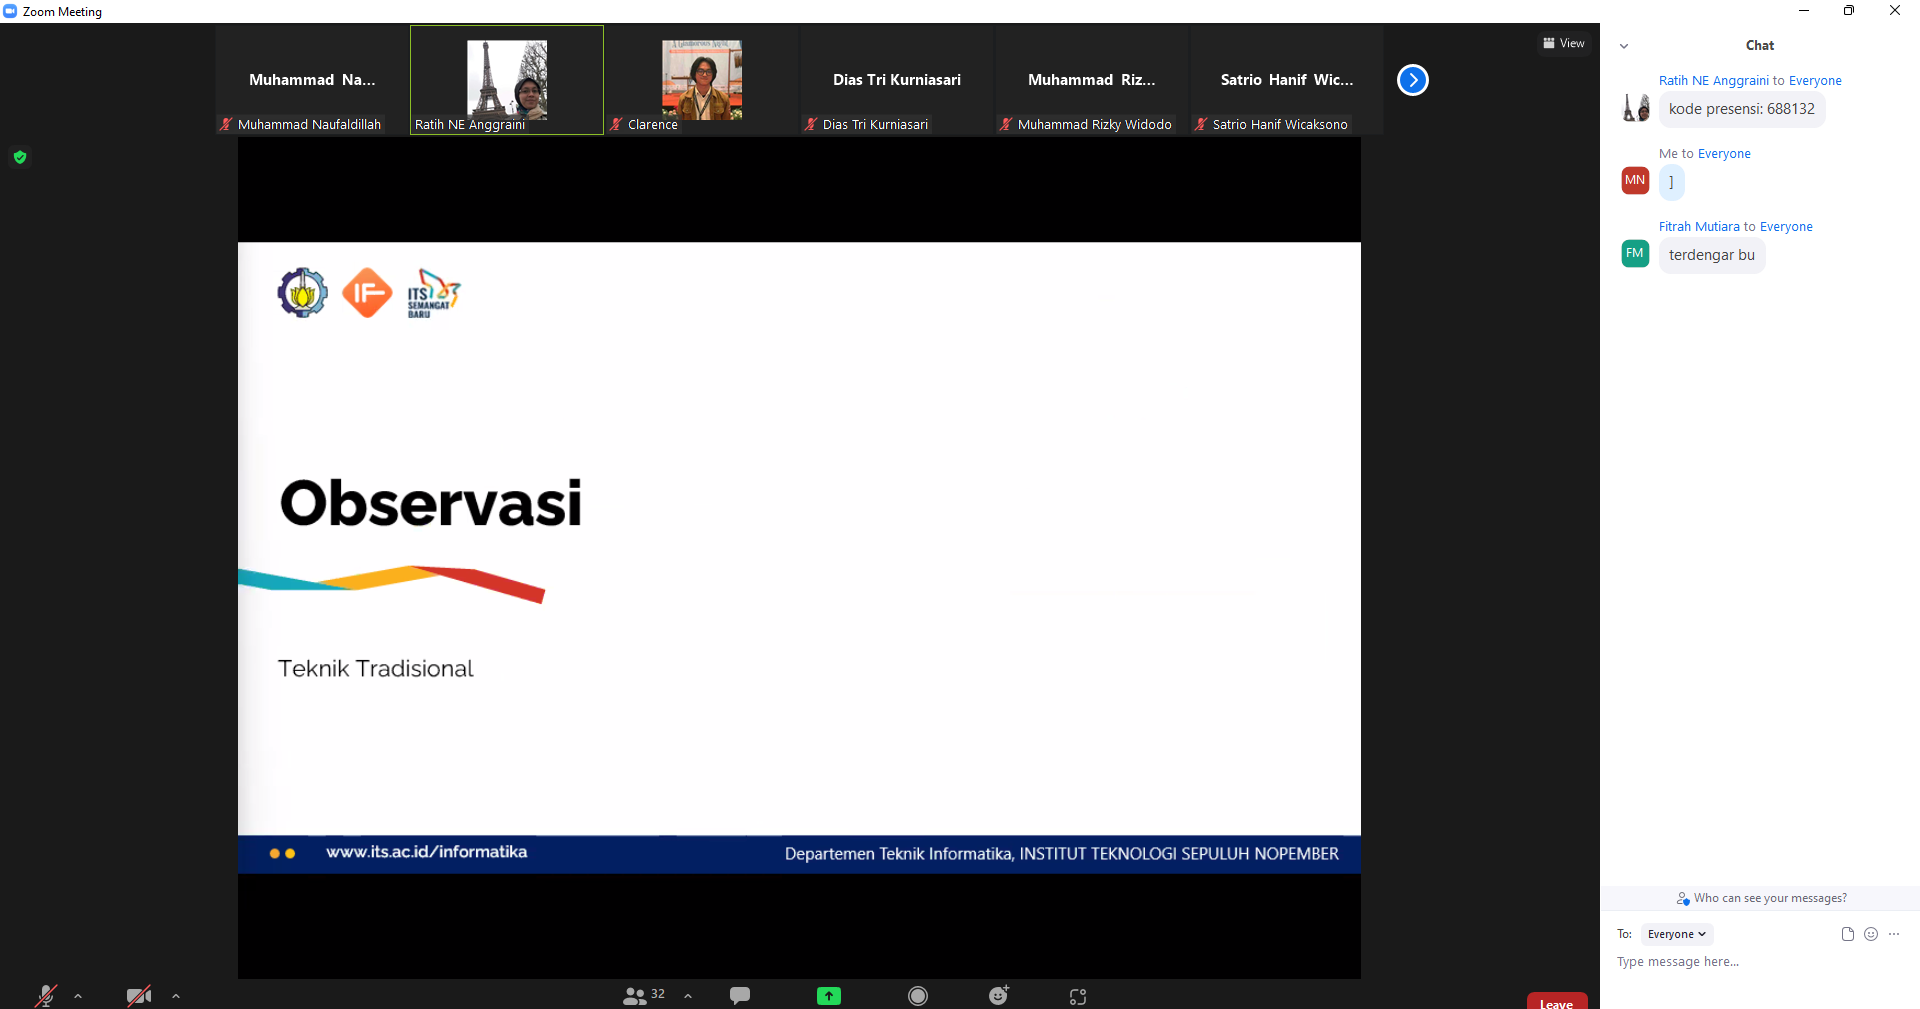 Zoom Meeting
Muhammad Na...
Muhammad Naufaldillah
Ratih NE Anggraini
Clarence
Dias Tri Kurniasari
Dias Tri Kurniasari
Muhammad Riz...
Muhammad Rizky Widodo
Satrio Hanif Wic...
Satrio Hanif Wicaksono
View
IF
ITS
SEMANGAT
BARU
Observasi
Teknik Tradisional
www.its.ac.id/informatika
Departemen Teknik Informatika, INSTITUT TEKNOLOGI SEPULUH NOPEMBER
32
Leave
Chat
Ratih NE Anggraini to Everyone
kode presensi: 688132
Me to Everyone
MN
]
Fitrah Mutiara to Everyone
FM
terdengar bu
Who can see your messages?
To: Everyone
Type message here...